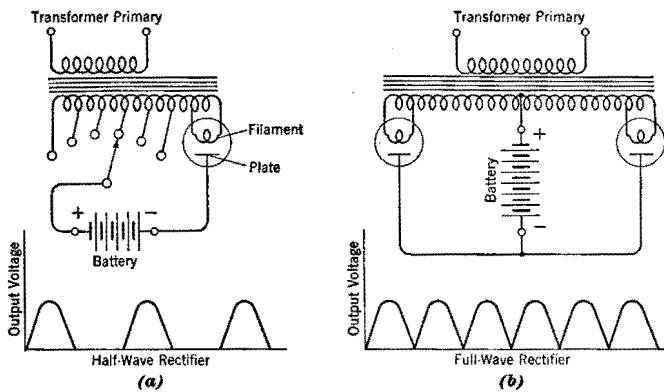 Transformer Primary
Filament
Plate
+
−
Battery
Output Voltage
Half-Wave Rectifier
(a)
Transformer Primary
+
Battery
−
Output Voltage
Full-Wave Rectifier
(b)